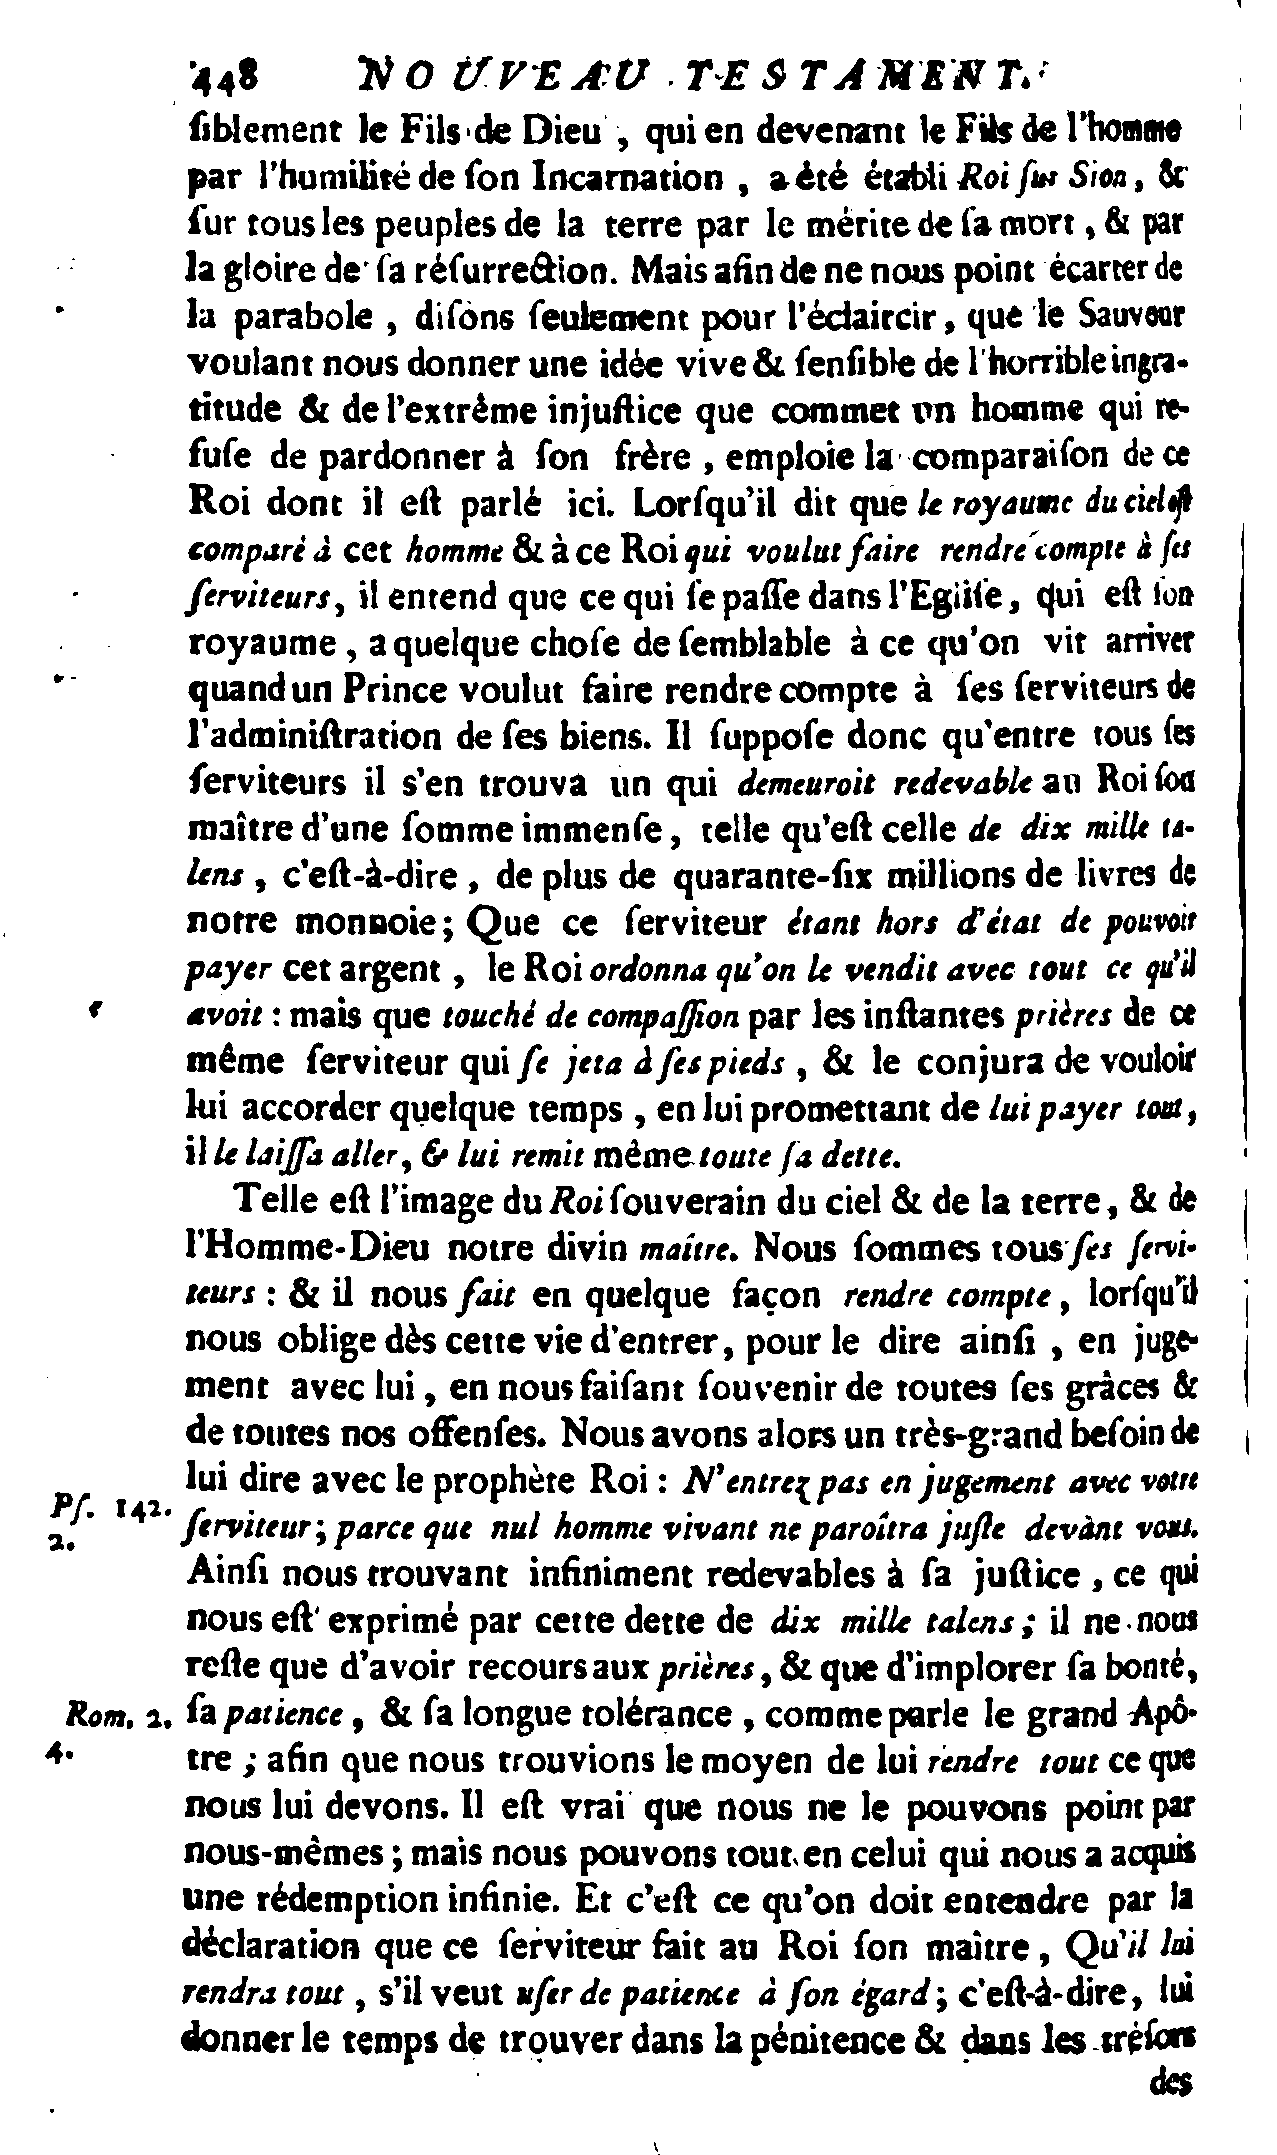 448 NOUVEAU TESTAMENT.
ſiblement le Fils de Dieu, qui en devenant le Fils de l'homme
par l'humilité de ſon Incarnation, a été établi Roi ſur Sion, &
ſur tous les peuples de la terre par le mérite de ſa mort, & par
la gloire de ſa réſurrection. Mais afin de ne nous point écarter de
la parabole, diſons ſeulement pour l'éclaircir, que le Sauveur
voulant nous donner une idée vive & ſenſible de l'horrible ingra-
titude & de l'extrême injuſtice que commet un homme qui re-
fuſe de pardonner à ſon frère, emploie la comparaiſon de ce
Roi dont il eſt parlé ici. Lorſqu'il dit que le royaume du ciel eſt
comparé à cet homme & à ce Roi qui voulut faire rendre compte à ſes
ſerviteurs, il entend que ce qui ſe paſſe dans l'Egliſe, qui eſt ſon
royaume, a quelque choſe de ſemblable à ce qu'on vit arriver
quand un Prince voulut faire rendre compte à ſes ſerviteurs de
l'adminiſtration de ſes biens. Il ſuppoſe donc qu'entre tous ſes
ſerviteurs il s'en trouva un qui demeuroit redevable au Roi ſon
maître d'une ſomme immenſe, telle qu'eſt celle de dix mille ta-
lens, c'eſt-à-dire, de plus de quarante-ſix millions de livres de
notre monnoie; Que ce ſerviteur étant hors d'état de pouvoir
payer cet argent, le Roi ordonna qu'on le vendit avec tout ce qu'il
avoit : mais que touché de compaſſion par les inſtantes prières de ce
même ſerviteur qui ſe jeta à ſes pieds, & le conjura de vouloir
lui accorder quelque temps, en lui promettant de lui payer tout,
il le laiſſa aller, & lui remit même toute ſa dette.
Telle eſt l'image du Roi ſouverain du ciel & de la terre, & de
l'Homme-Dieu notre divin maître. Nous ſommes tous ſes ſervi-
teurs : & il nous fait en quelque façon rendre compte, lorſqu'il
nous oblige dès cette vie d'entrer, pour le dire ainſi, en juge-
ment avec lui, en nous faiſant ſouvenir de toutes ſes grâces &
de toutes nos offenſes. Nous avons alors un très-grand beſoin de
lui dire avec le prophète Roi : N'entrez pas en jugement avec votre
Pſ. 142. ſerviteur; parce que nul homme vivant ne paroîtra juſte devant vous.
2.
Ainſi nous trouvant infiniment redevables à ſa juſtice, ce qui
nous eſt exprimé par cette dette de dix mille talens; il ne nous
reſte que d'avoir recours aux prières, & que d'implorer ſa bonté,
Rom. 2. ſa patience, & ſa longue tolérance, comme parle le grand Apô-
4. tre; afin que nous trouvions le moyen de lui rendre tout ce que
nous lui devons. Il eſt vrai que nous ne le pouvons point par
nous-mêmes; mais nous pouvons tout en celui qui nous a acquis
une rédemption infinie. Et c'eſt ce qu'on doit entendre par la
déclaration que ce ſerviteur fait au Roi ſon maître, Qu'il lui
rendra tout, s'il veut uſer de patience à ſon égard; c'eſt-à-dire, lui
donner le temps de trouver dans la pénitence & dans les tréſors
des